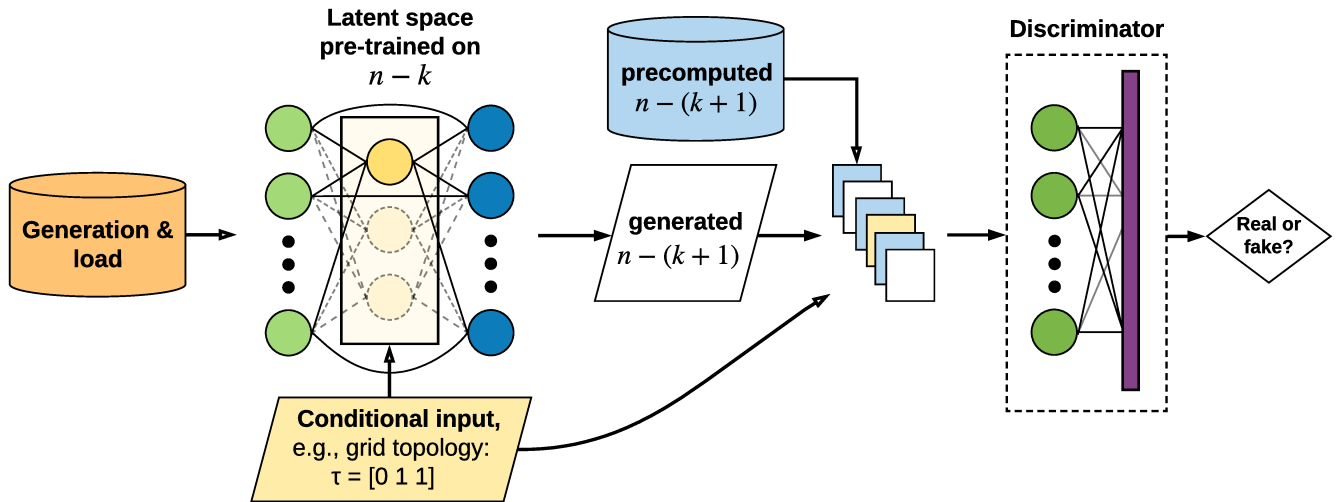 Latent space
pre-trained on
n − k
precomputed
n − (k + 1)
Discriminator
Generation &
load
generated
n − (k + 1)
Real or
fake?
Conditional input,
e.g., grid topology:
τ = [0 1 1]